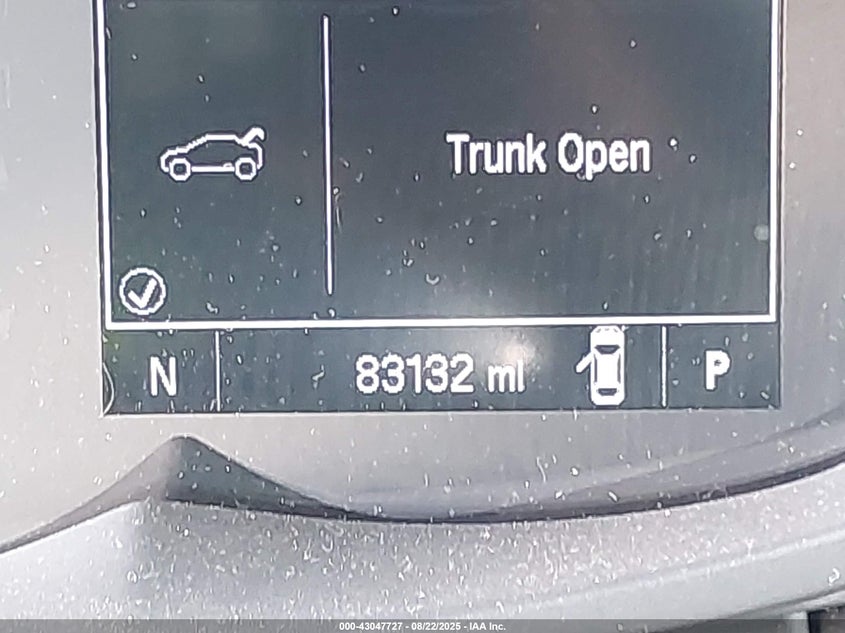 Trunk Open
N 83132 mi P
000-43047727 - 08/22/2025 - IAA Inc.